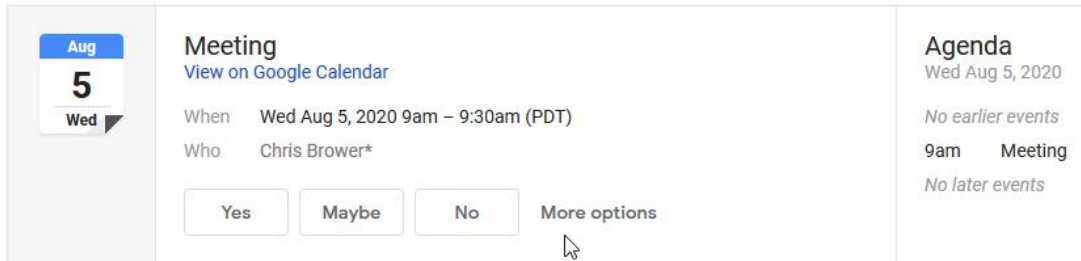 Aug
5
Wed
Meeting
View on Google Calendar
When Wed Aug 5, 2020 9am – 9:30am (PDT)
Who Chris Brower*
Yes Maybe No More options
Agenda
Wed Aug 5, 2020
No earlier events
9am Meeting
No later events